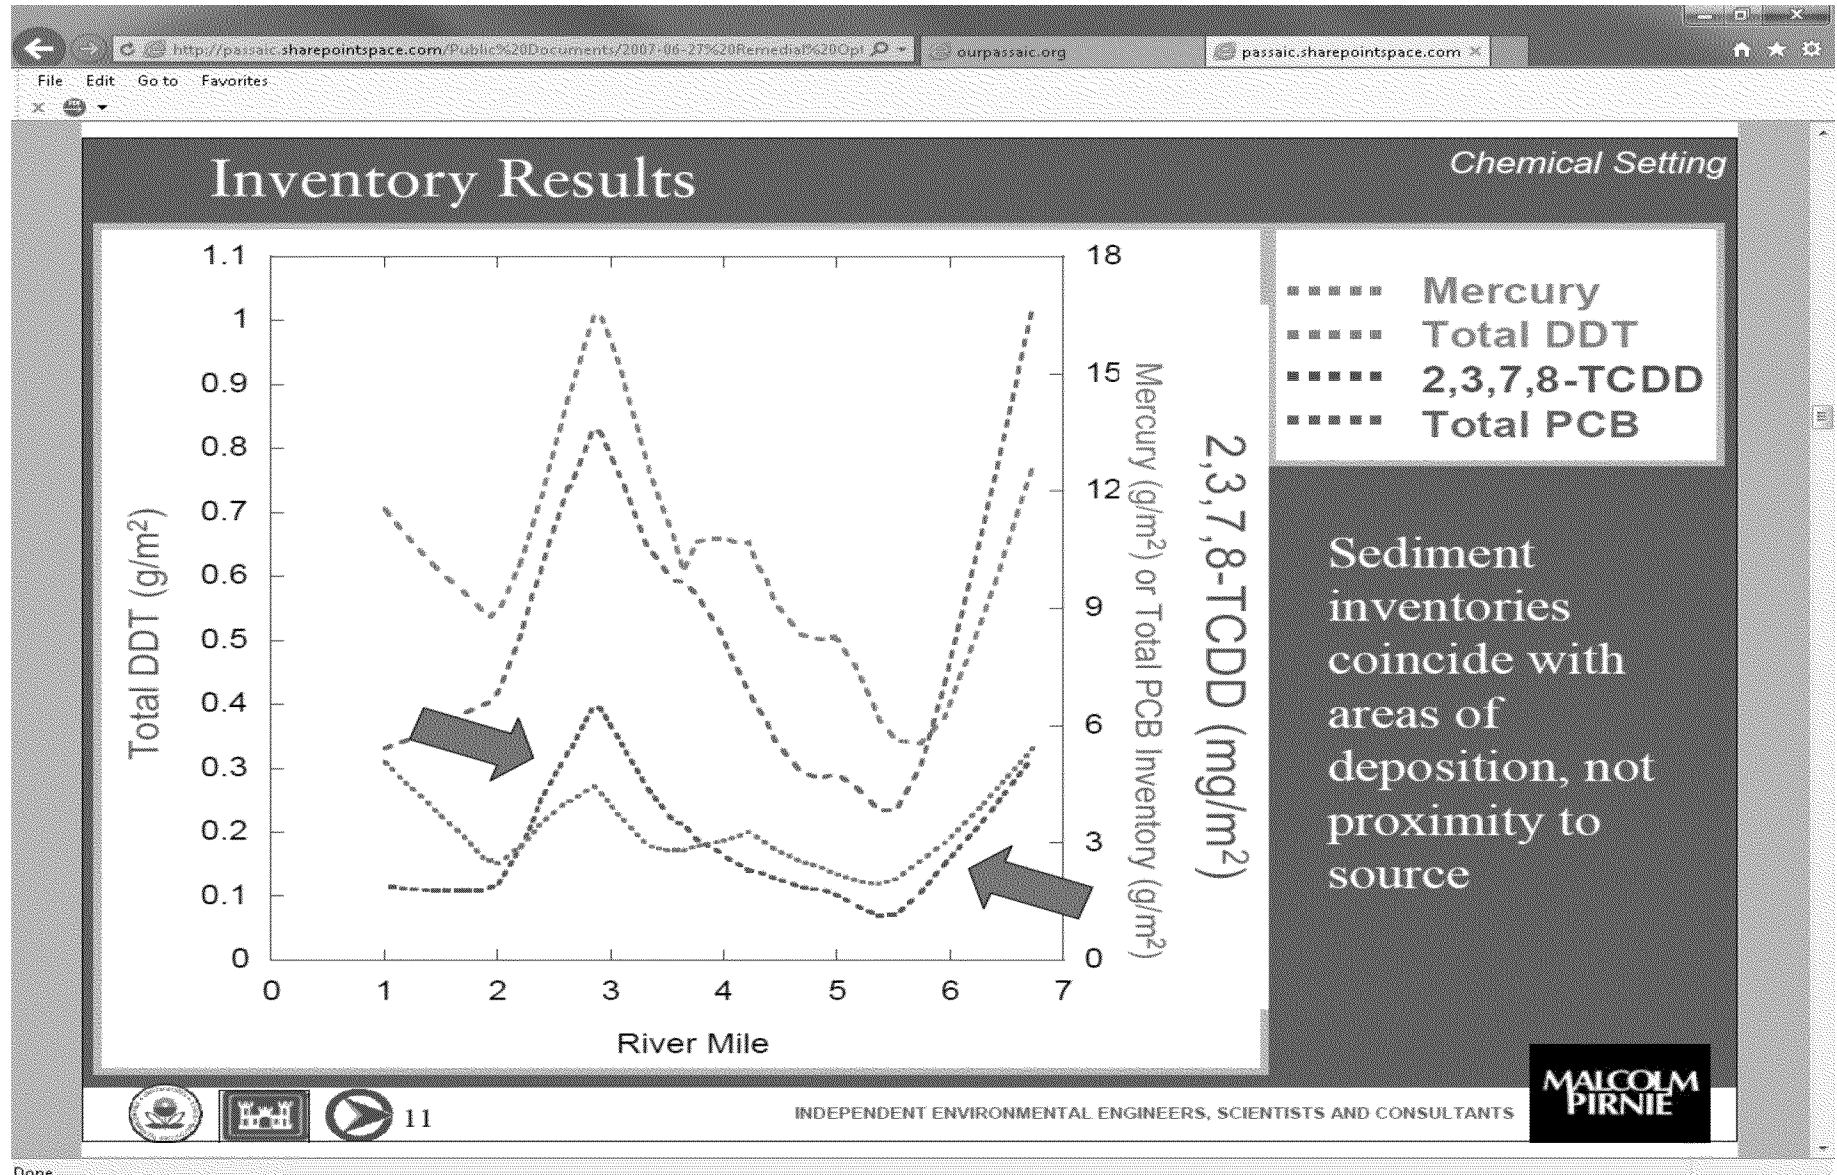 http://passaic.sharepointspace.com/Public%20Documents/2007-06-27%20Remedial%20Opt
ourpassaic.org
passaic.sharepointspace.com
File Edit Go to Favorites
Inventory Results
Chemical Setting
1.1
1
0.9
0.8
0.7
0.6
0.5
0.4
0.3
0.2
0.1
0
Total DDT (g/m²)
18
15
12
9
6
3
0
Mercury (g/m²) or Total PCB Inventory (g/m²)
2,3,7,8-TCDD (mg/m²)
0 1 2 3 4 5 6 7
River Mile
Mercury
Total DDT
2,3,7,8-TCDD
Total PCB
Sediment
inventories
coincide with
areas of
deposition, not
proximity to
source
11
INDEPENDENT ENVIRONMENTAL ENGINEERS, SCIENTISTS AND CONSULTANTS
MALCOLM
PIRNIE
Done